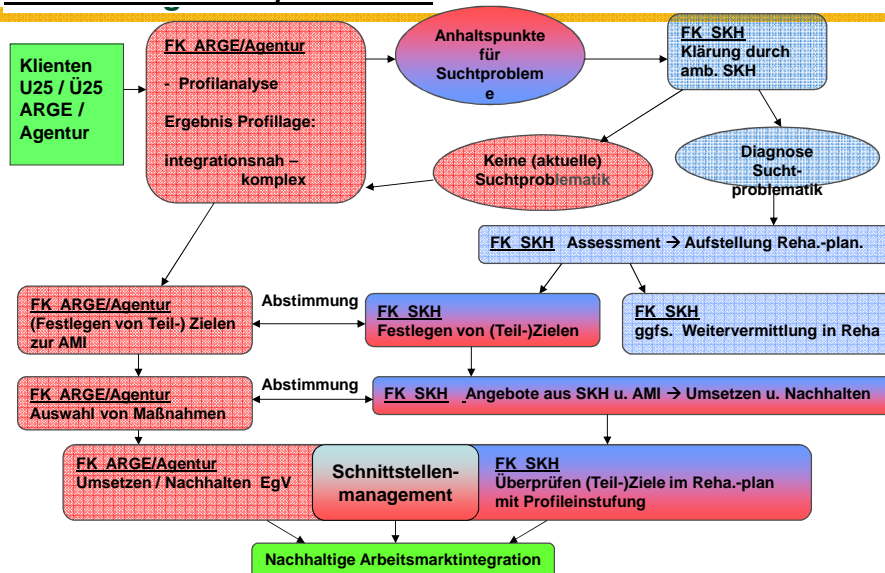 Klienten
U25 / Ü25
ARGE /
Agentur
FK ARGE/Agentur
- Profilanalyse
Ergebnis Profillage:
integrationsnah –
komplex
Anhaltspunkte
für
Suchtproblem
e
FK SKH
Klärung durch
amb. SKH
Keine (aktuelle)
Suchtproblematik
Diagnose
Sucht-
problematik
FK SKH Assessment → Aufstellung Reha.-plan.
FK ARGE/Agentur
(Festlegen von Teil-) Zielen
zur AMI
Abstimmung
FK SKH
Festlegen von (Teil-)Zielen
FK SKH
ggfs. Weitervermittlung in Reha
FK ARGE/Agentur
Auswahl von Maßnahmen
Abstimmung
FK SKH Angebote aus SKH u. AMI → Umsetzen u. Nachhalten
FK ARGE/Agentur
Umsetzen / Nachhalten EgV
Schnittstellen-
management
FK SKH
Überprüfen (Teil-)Ziele im Reha.-plan
mit Profileinstufung
Nachhaltige Arbeitsmarktintegration